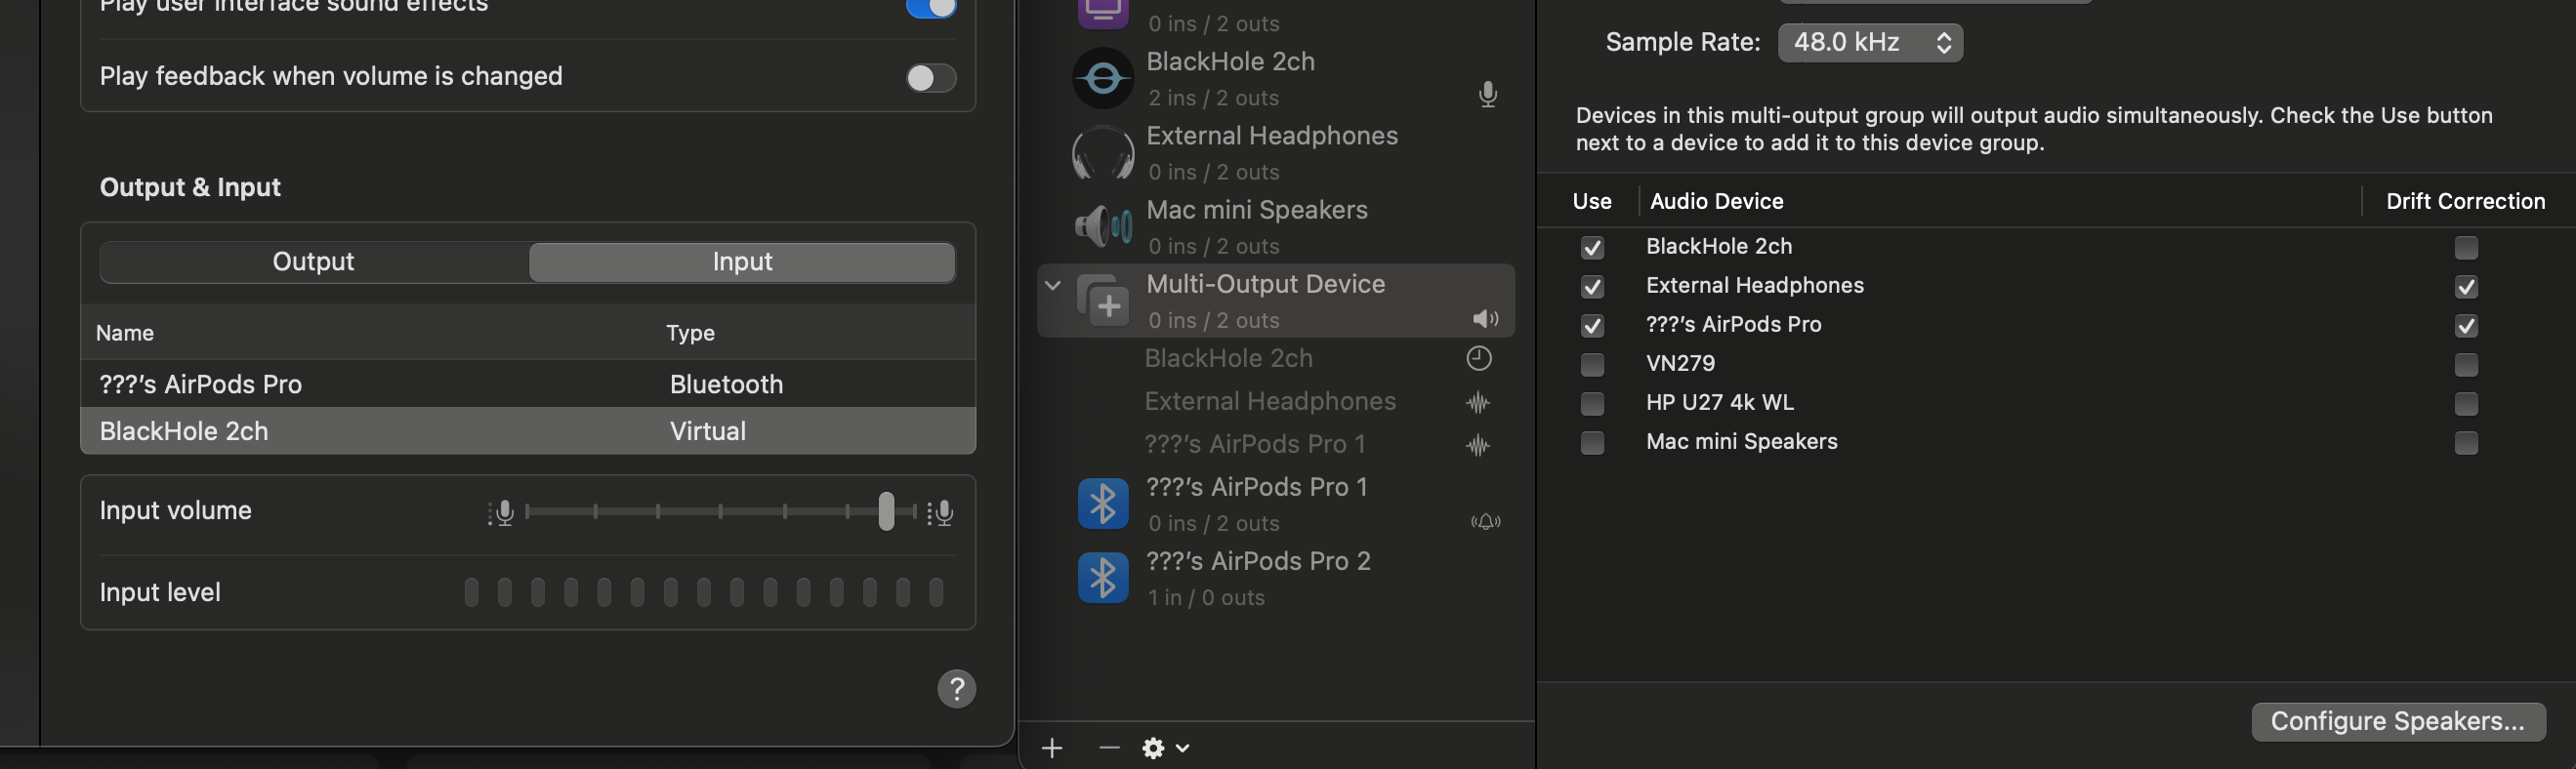 Play user interface sound effects
Play feedback when volume is changed
Output & Input
Output
Input
Name
Type
???’s AirPods Pro
Bluetooth
BlackHole 2ch
Virtual
Input volume
Input level
?
0 ins / 2 outs
BlackHole 2ch
2 ins / 2 outs
External Headphones
0 ins / 2 outs
Mac mini Speakers
0 ins / 2 outs
Multi-Output Device
0 ins / 2 outs
BlackHole 2ch
External Headphones
???’s AirPods Pro 1
???’s AirPods Pro 1
0 ins / 2 outs
???’s AirPods Pro 2
1 in / 0 outs
Sample Rate: 48.0 kHz
Devices in this multi-output group will output audio simultaneously. Check the Use button
next to a device to add it to this device group.
Use
Audio Device
Drift Correction
BlackHole 2ch
External Headphones
???’s AirPods Pro
VN279
HP U27 4k WL
Mac mini Speakers
Configure Speakers...